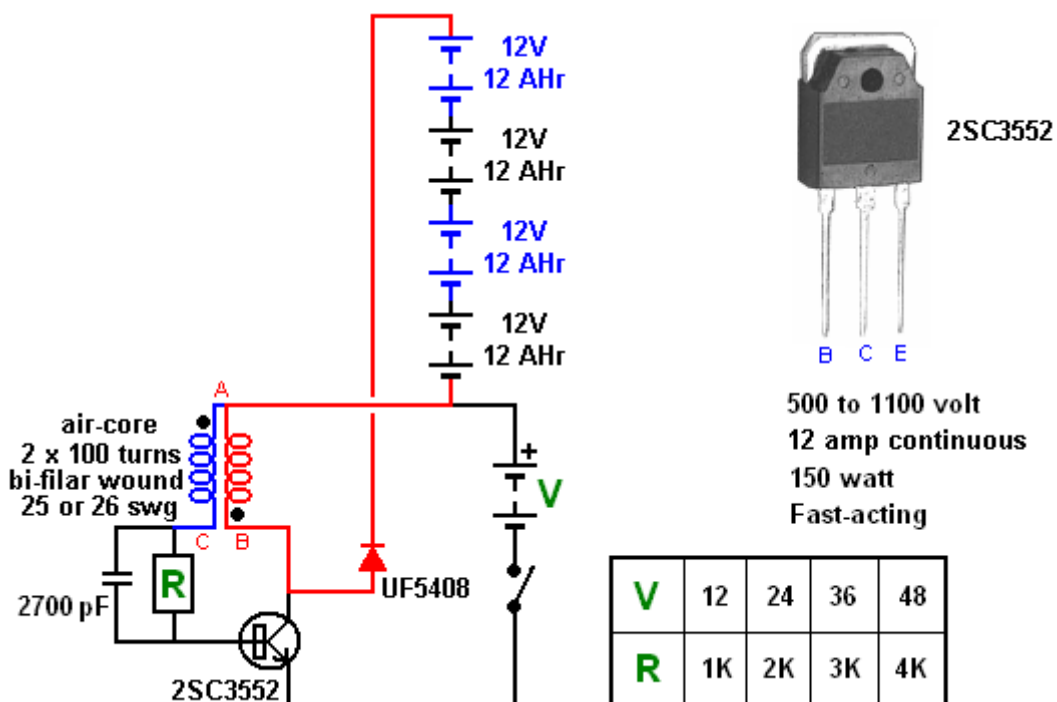 12V
12 AHr
12V
12 AHr
12V
12 AHr
12V
12 AHr
2SC3552
B C E
500 to 1100 volt
12 amp continuous
150 watt
Fast-acting
A
air-core
2 x 100 turns
bi-filar wound
25 or 26 swg
C B
+
V
R
2700 pF
UF5408
2SC3552
V 12 24 36 48
R 1K 2K 3K 4K